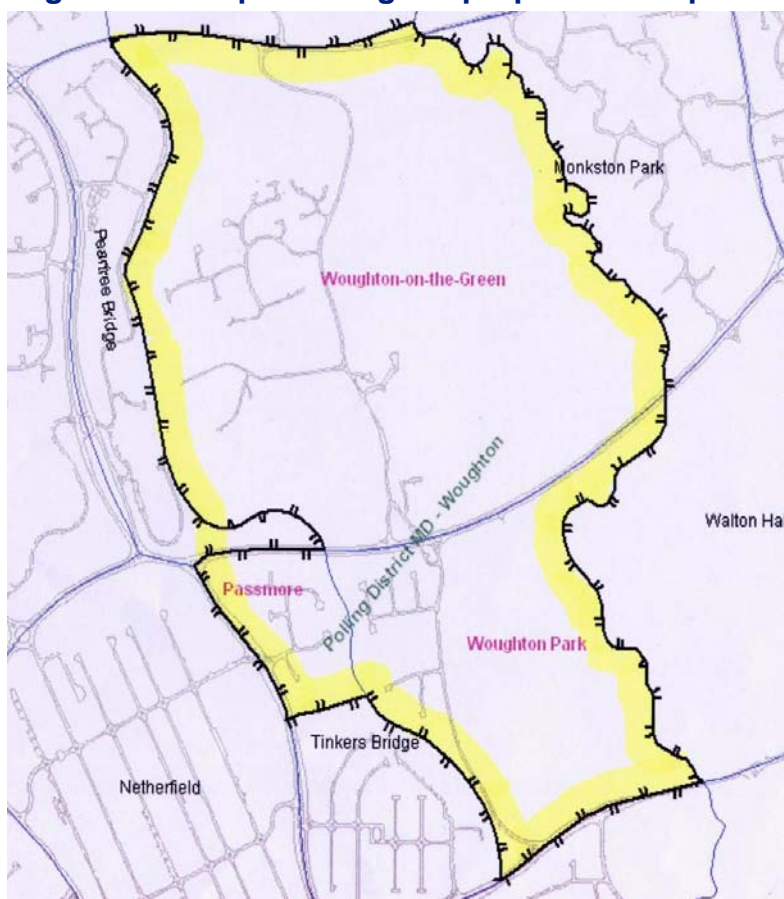 Monkston Park
Woughton-on-the-Green
Peartree Bridge
Polling District MD - Woughton
Walton Ha
Passmore
Woughton Park
Tinkers Bridge
Netherfield